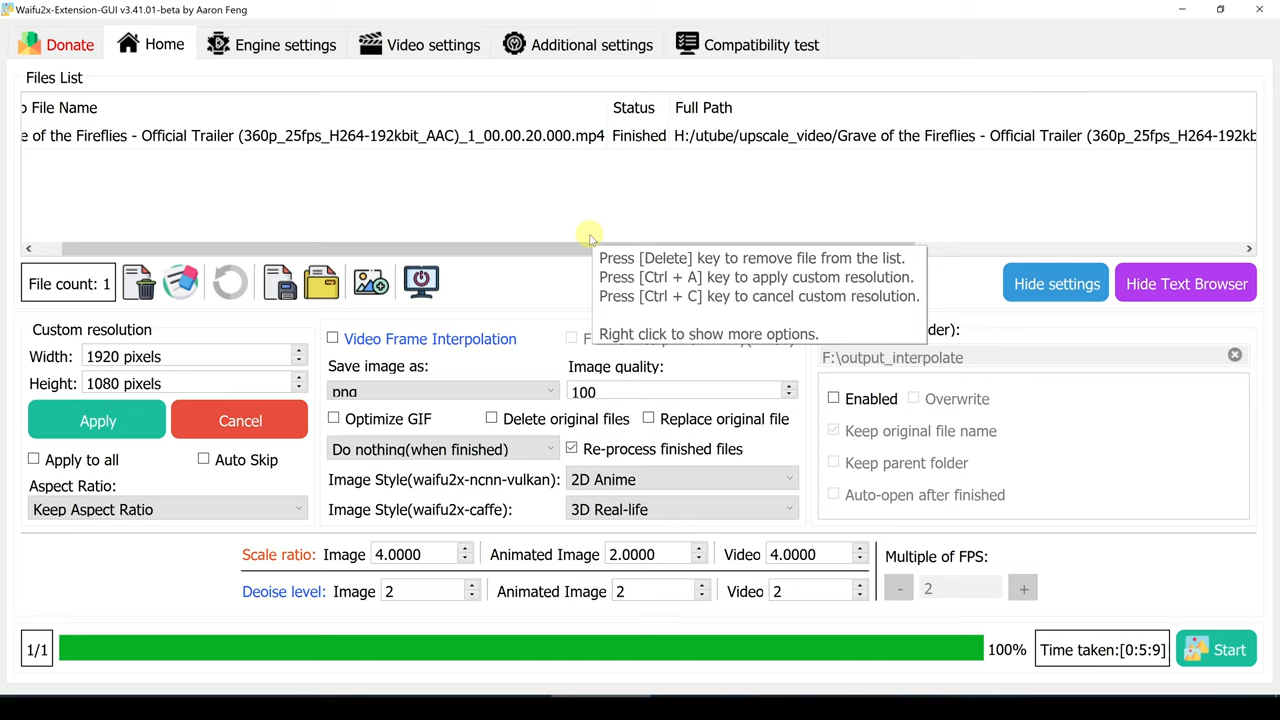 Waifu2x-Extension-GUI v3.41.01-beta by Aaron Feng
Donate
Home
Engine settings
Video settings
Additional settings
Compatibility test
Files List
File Name
Status
Full Path
e of the Fireflies - Official Trailer (360p_25fps_H264-192kbit_AAC)_1_00.00.20.000.mp4
Finished
H:/utube/upscale_video/Grave of the Fireflies - Official Trailer (360p_25fps_H264-192kb
Press [Delete] key to remove file from the list.
Press [Ctrl + A] key to apply custom resolution.
Press [Ctrl + C] key to cancel custom resolution.
Right click to show more options.
File count: 1
Hide settings
Hide Text Browser
Custom resolution
Width: 1920 pixels
Height: 1080 pixels
Apply
Cancel
Apply to all
Auto Skip
Aspect Ratio:
Keep Aspect Ratio
Video Frame Interpolation
Save image as:
Image quality:
png
100
Optimize GIF
Delete original files
Replace original file
Do nothing(when finished)
Re-process finished files
Image Style(waifu2x-ncnn-vulkan): 2D Anime
Image Style(waifu2x-caffe): 3D Real-life
der):
F:\output_interpolate
Enabled
Overwrite
Keep original file name
Keep parent folder
Auto-open after finished
Scale ratio: Image 4.0000 Animated Image 2.0000 Video 4.0000
Deoise level: Image 2 Animated Image 2 Video 2
Multiple of FPS:
- 2 +
1/1
100%
Time taken:[0:5:9]
Start